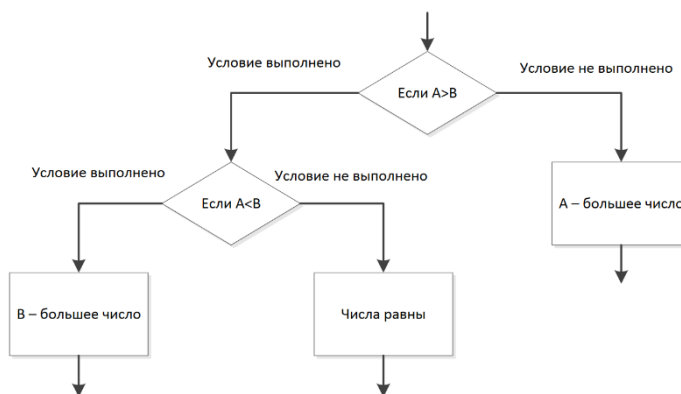 Условие выполнено
Условие не выполнено
Если А>В
Условие выполнено
Условие не выполнено
Если А<В
А – большее число
В – большее число
Числа равны